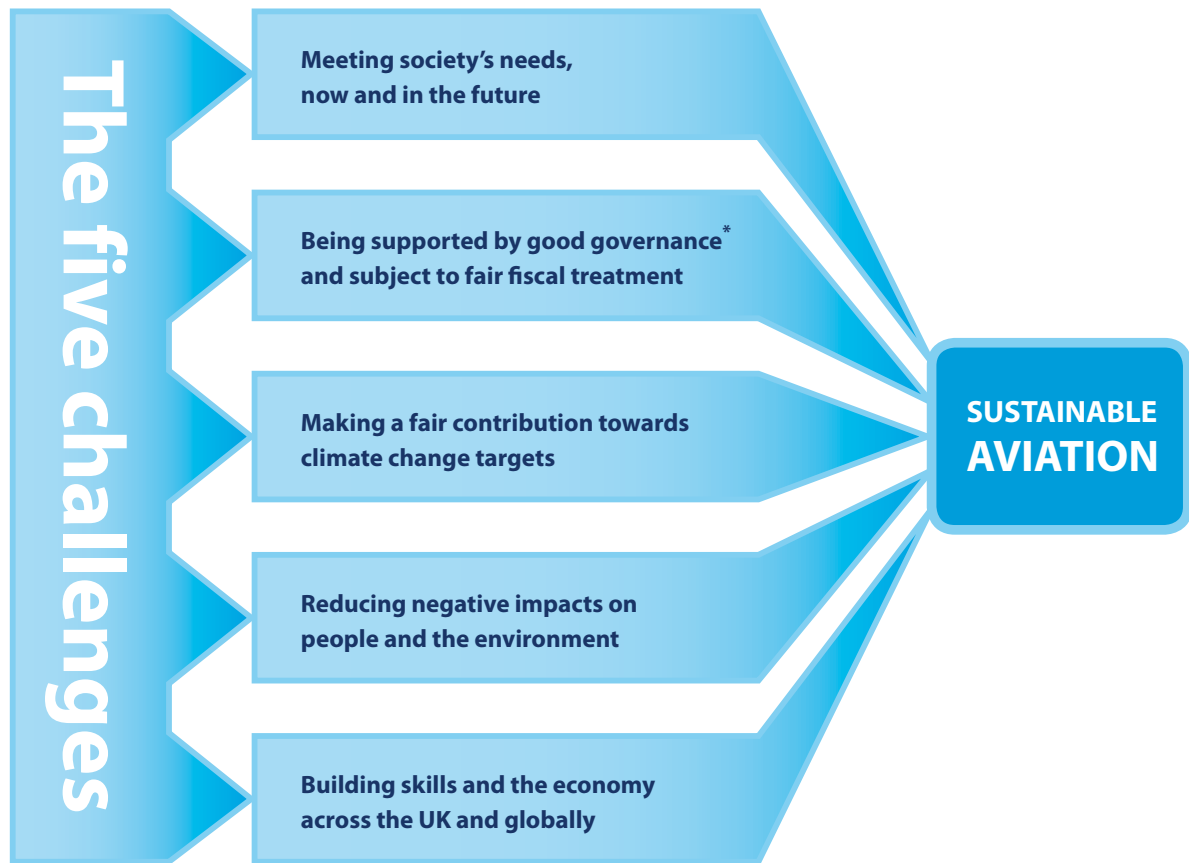 The five challenges
Meeting society’s needs,
now and in the future
Being supported by good governance*
and subject to fair fiscal treatment
Making a fair contribution towards
climate change targets
Reducing negative impacts on
people and the environment
Building skills and the economy
across the UK and globally
SUSTAINABLE
AVIATION